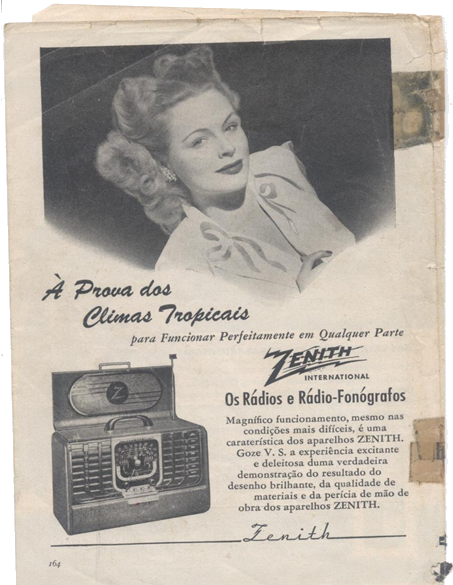 À Prova dos
Climas Tropicais
para Funcionar Perfeitamente em Qualquer Parte
ZENITH
INTERNATIONAL
Os Rádios e Rádio-Fonógrafos
Magnífico funcionamento, mesmo nas
condições mais difíceis, é uma
caraterística dos aparelhos ZENITH.
Goze V. S. a experiência excitante
e deleitosa duma verdadeira
demonstração do resultado do
desenho brilhante, da qualidade de
materiais e da perícia de mão de
obra dos aparelhos ZENITH.
Zenith
164